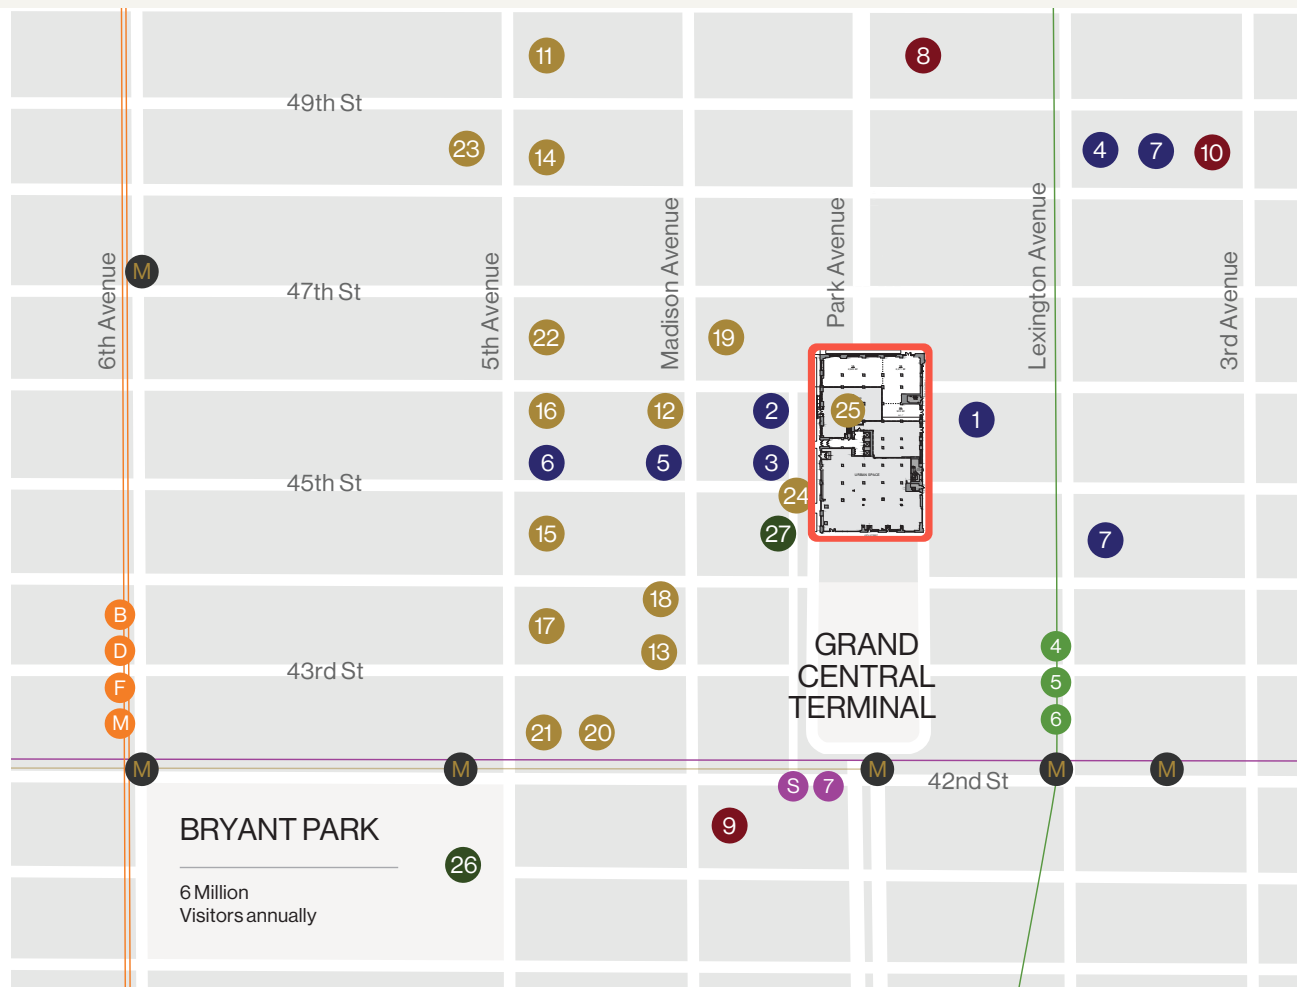 11
8
49th St
23
14
4
7
10
6th Avenue
5th Avenue
Madison Avenue
Park Avenue
Lexington Avenue
3rd Avenue
M
47th St
22
19
16
12
2
25
1
6
5
3
45th St
24
15
27
7
B
D
F
M
18
17
13
43rd St
GRAND
CENTRAL
TERMINAL
4
5
6
21
20
M
M
M
M
M
S
7
42nd St
BRYANT PARK
9
26
6 Million
Visitors annually